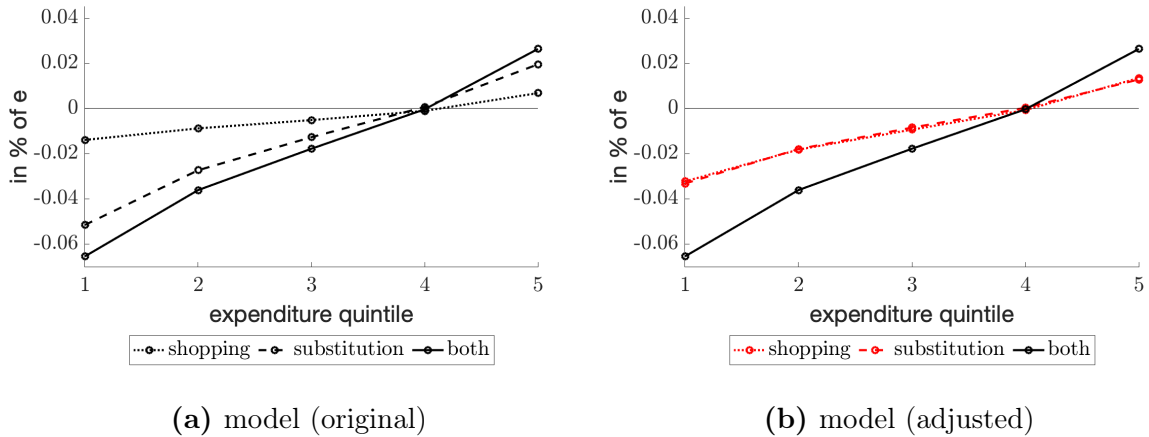 0.04
0.02
0
-0.02
-0.04
-0.06
in % of e
1 2 3 4 5
expenditure quintile
shopping substitution both
(a) model (original)
0.04
0.02
0
-0.02
-0.04
-0.06
in % of e
1 2 3 4 5
expenditure quintile
shopping substitution both
(b) model (adjusted)